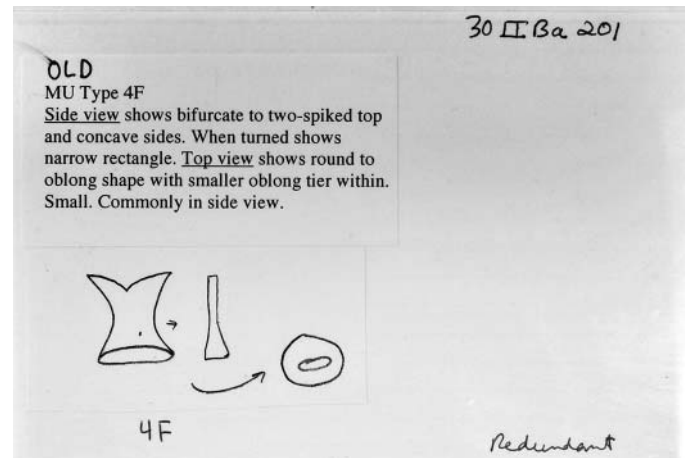 30 II Ba 201
OLD
MU Type 4F
Side view shows bifurcate to two-spiked top
and concave sides. When turned shows
narrow rectangle. Top view shows round to
oblong shape with smaller oblong tier within.
Small. Commonly in side view.
4F
Redundant